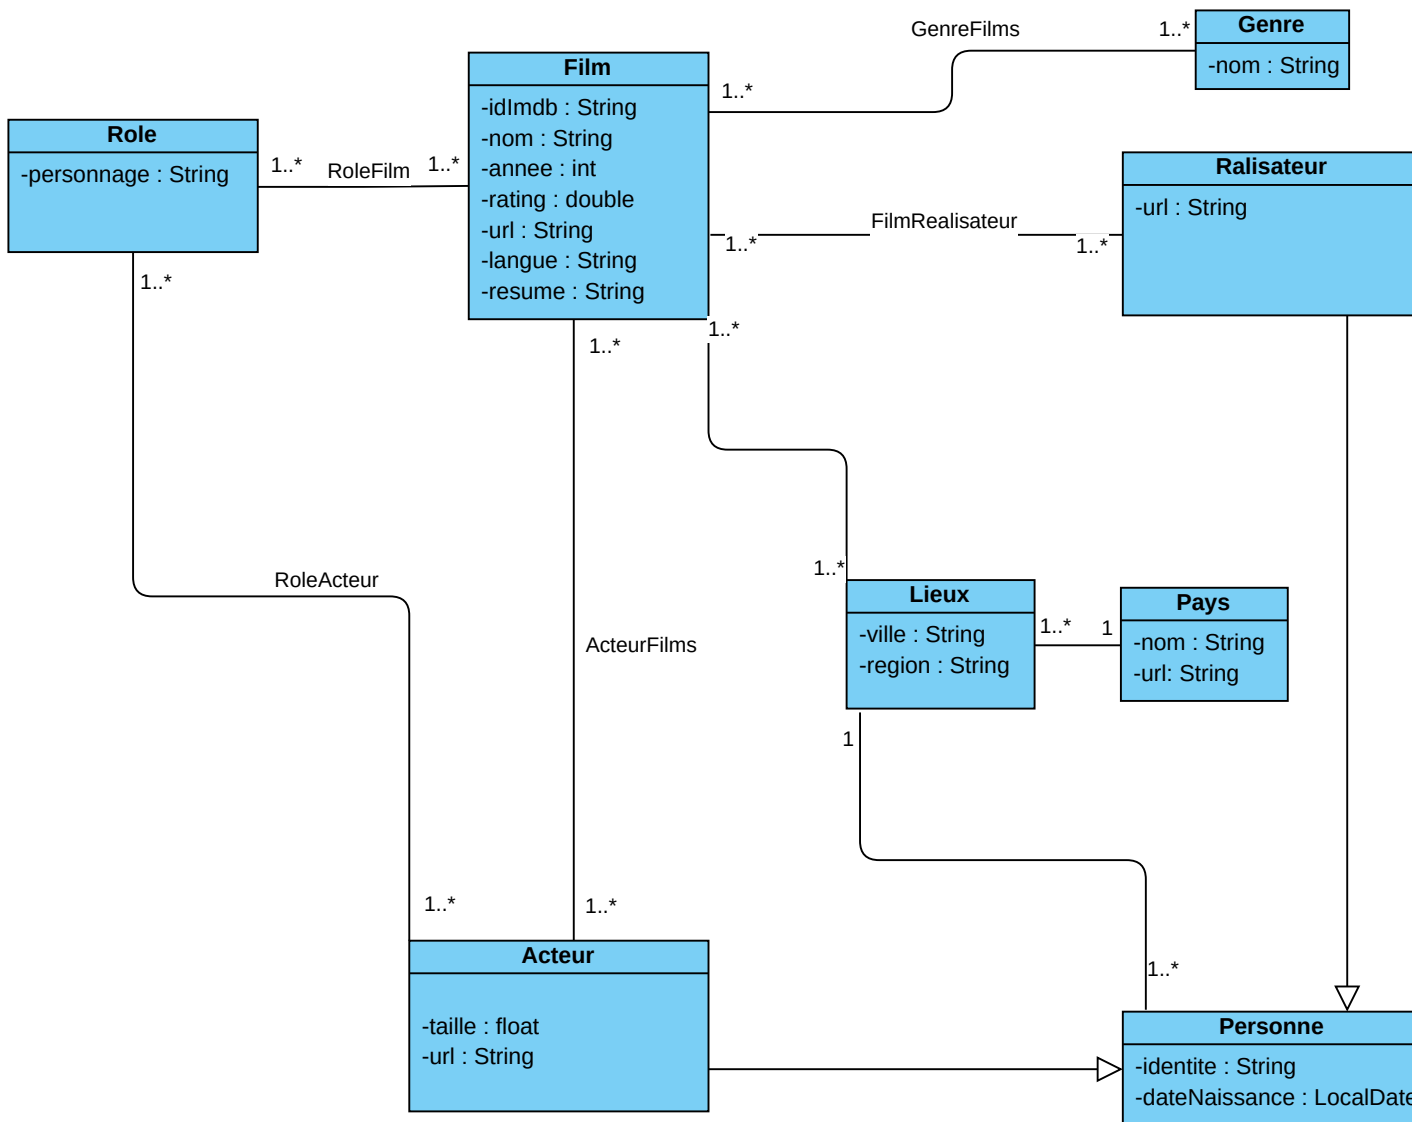 GenreFilms
1..*
Genre
-nom : String
1..*
Film
-idImdb : String
-nom : String
-annee : int
-rating : double
-url : String
-langue : String
-resume : String
Role
-personnage : String
1..*
RoleFilm
1..*
Ralisateur
-url : String
FilmRealisateur
1..*
1..*
1..*
1..*
1..*
1..*
Lieux
-ville : String
-region : String
1..*
1
Pays
-nom : String
-url: String
RoleActeur
ActeurFilms
1
1..*
1..*
1..*
Acteur
-taille : float
-url : String
Personne
-identite : String
-dateNaissance : LocalDate